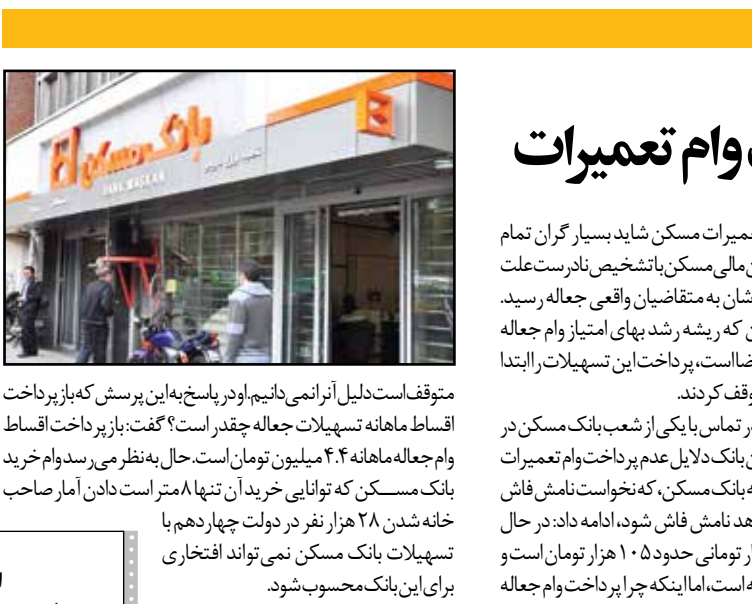 وام تعمیرات
عمیرات مسکن شاید بسیار گران تمام
مالی مسکن با تشخیص نادرست علت
شان به متقاضیان واقعی جعاله رسید.
که ریشه رشد بهای امتیاز وام جعاله
است، پرداخت این تسهیلات را ابتدا
وقف کردند.
در تماس با یکی از شعب بانک مسکن در
بانک دلایل عدم پرداخت وام تعمیرات
بانک مسکن، که نخواست نامش فاش
نامش فاش شود، ادامه داد: در حال
تومانی حدود ۱۰۵ هزار تومان است و
است، اما اینکه چرا پرداخت وام جعاله
بانک مسکن
BANK MASKAN
متوقف است دلیل آن را نمی‌دانیم. او در پاسخ به این پرسش که بازپرداخت
اقساط ماهانه تسهیلات جعاله چقدر است؟ گفت: بازپرداخت اقساط
وام جعاله ماهانه ۴.۴ میلیون تومان است. حال به نظر می‌رسد وام خرید
بانک مسکن که توانایی خرید آن تنها ۸ متر است دادن آمار صاحب
خانه شدن ۲۸ هزار نفر در دولت چهاردهم با
تسهیلات بانک مسکن نمی‌تواند افتخاری
برای این بانک محسوب شود.